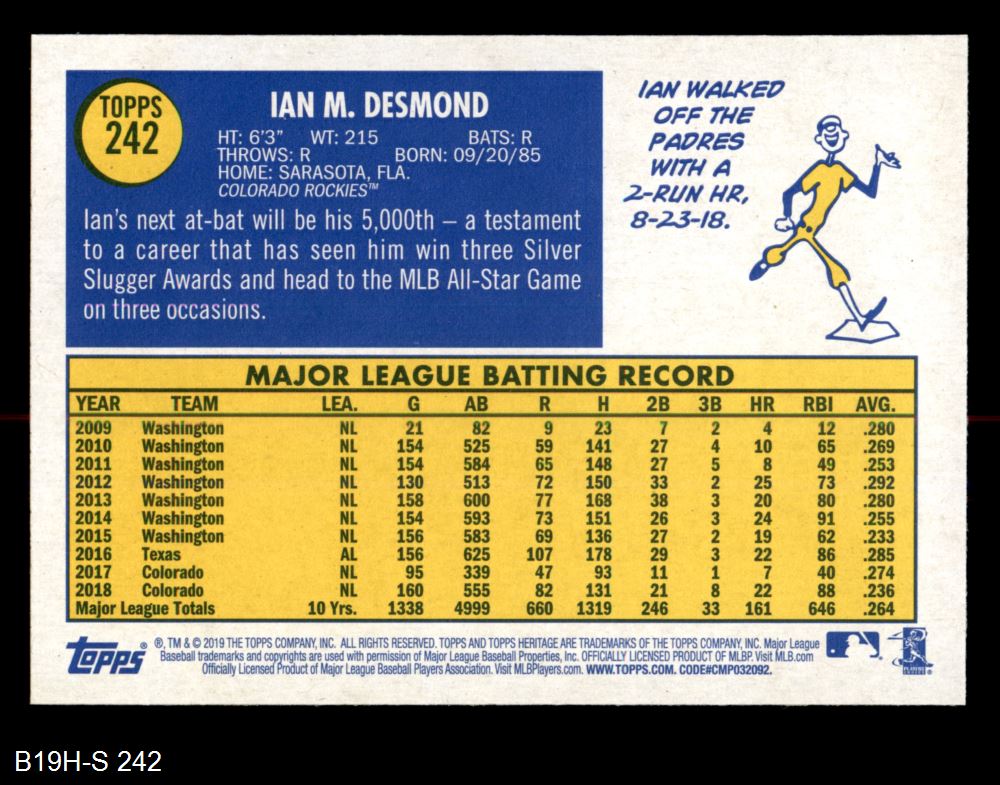 TOPPS
242
IAN M. DESMOND
HT: 6'3" WT: 215 BATS: R
THROWS: R BORN: 09/20/85
HOME: SARASOTA, FLA.
COLORADO ROCKIES™
Ian's next at-bat will be his 5,000th – a testament
to a career that has seen him win three Silver
Slugger Awards and head to the MLB All-Star Game
on three occasions.
IAN WALKED
OFF THE
PADRES
WITH A
2-RUN HR,
8-23-18.
MAJOR LEAGUE BATTING RECORD
YEAR TEAM LEA. G AB R H 2B 3B HR RBI AVG.
2009 Washington NL 21 82 9 23 7 2 4 12 .280
2010 Washington NL 154 525 59 141 27 4 10 65 .269
2011 Washington NL 154 584 65 148 27 5 8 49 .253
2012 Washington NL 130 513 72 150 33 2 25 73 .292
2013 Washington NL 158 600 77 168 38 3 20 80 .280
2014 Washington NL 154 593 73 151 26 3 24 91 .255
2015 Washington NL 156 583 69 136 27 2 19 62 .233
2016 Texas AL 156 625 107 178 29 3 22 86 .285
2017 Colorado NL 95 339 47 93 11 1 7 40 .274
2018 Colorado NL 160 555 82 131 21 8 22 88 .236
Major League Totals 10 Yrs. 1338 4999 660 1319 246 33 161 646 .264
Topps ® ®, TM & © 2019 THE TOPPS COMPANY, INC. ALL RIGHTS RESERVED. TOPPS AND TOPPS HERITAGE ARE TRADEMARKS OF THE TOPPS COMPANY, INC. Major League
Baseball trademarks and copyrights are used with permission of Major League Baseball Properties, Inc. OFFICIALLY LICENSED PRODUCT OF MLBP. Visit MLB.com
Officially Licensed Product of Major League Baseball Players Association. Visit MLBPlayers.com. WWW.TOPPS.COM. CODE#CMP032092.
B19H-S 242